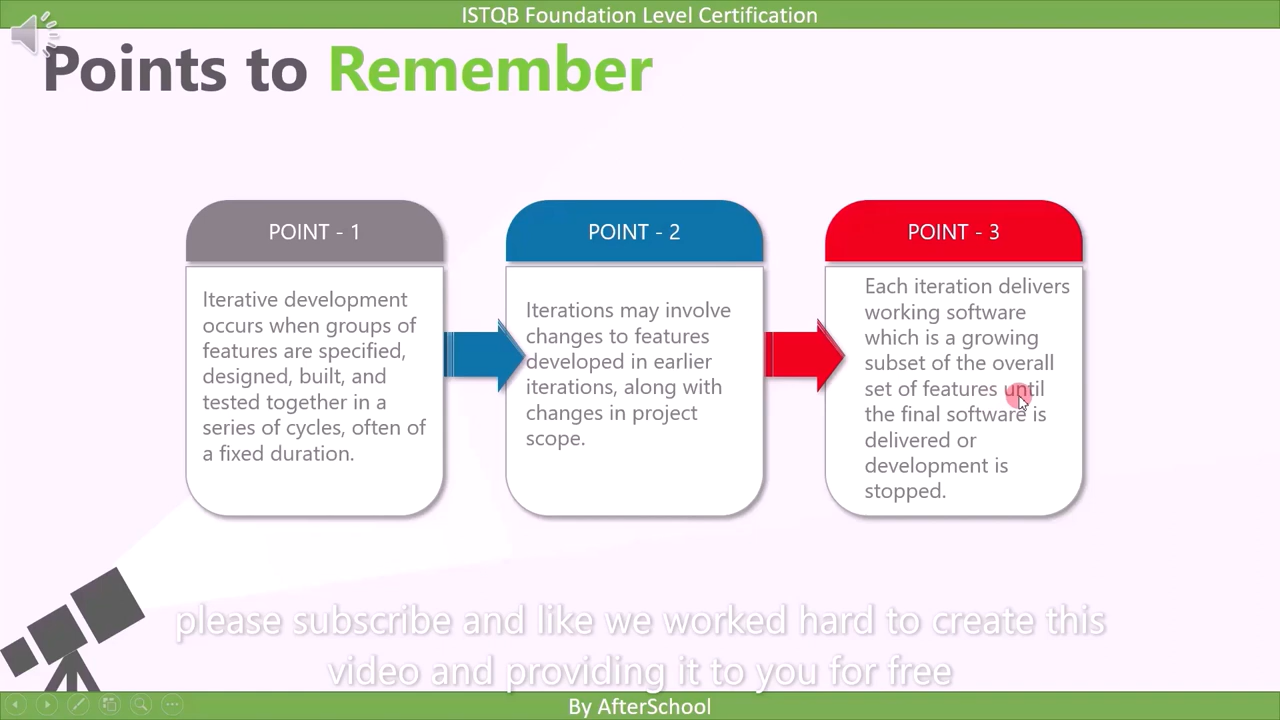 ISTQB Foundation Level Certification
Points to Remember
POINT - 1
Iterative development
occurs when groups of
features are specified,
designed, built, and
tested together in a
series of cycles, often of
a fixed duration.
POINT - 2
Iterations may involve
changes to features
developed in earlier
iterations, along with
changes in project
scope.
POINT - 3
Each iteration delivers
working software
which is a growing
subset of the overall
set of features until
the final software is
delivered or
development is
stopped.
please subscribe and like we worked hard to create this
video and providing it to you for free
By AfterSchool